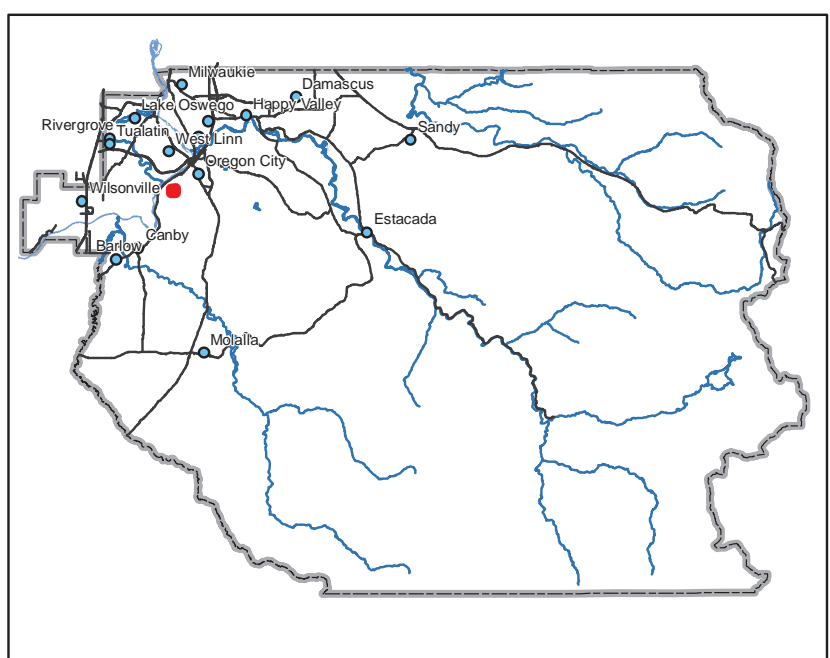 Milwaukie
Damascus
Lake Oswego
Happy Valley
Rivergrove
Tualatin
West Linn
Sandy
Oregon City
Wilsonville
Estacada
Canby
Barlow
Molalla